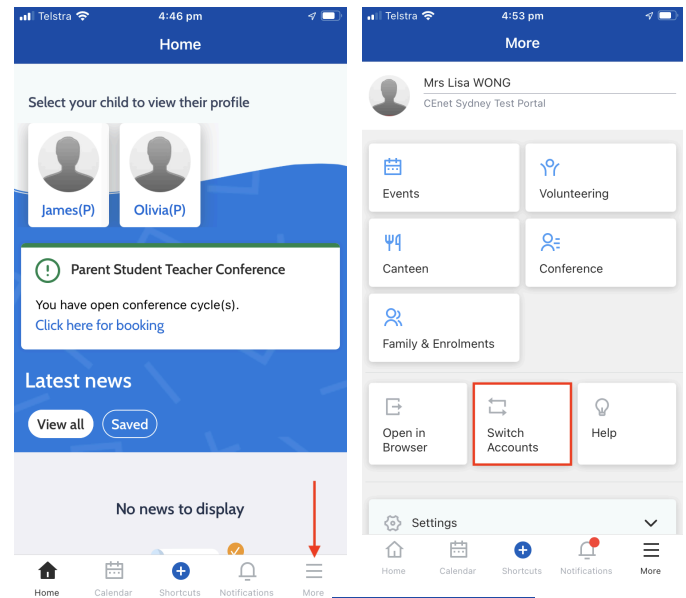 Telstra 4:46 pm
Home
Select your child to view their profile
James(P) Olivia(P)
Parent Student Teacher Conference
You have open conference cycle(s).
Click here for booking
Latest news
View all Saved
No news to display
Home Calendar Shortcuts Notifications More
Telstra 4:53 pm
More
Mrs Lisa WONG
CEnet Sydney Test Portal
Events Volunteering
Canteen Conference
Family & Enrolments
Open in Switch Help
Browser Accounts
Settings
Home Calendar Shortcuts Notifications More